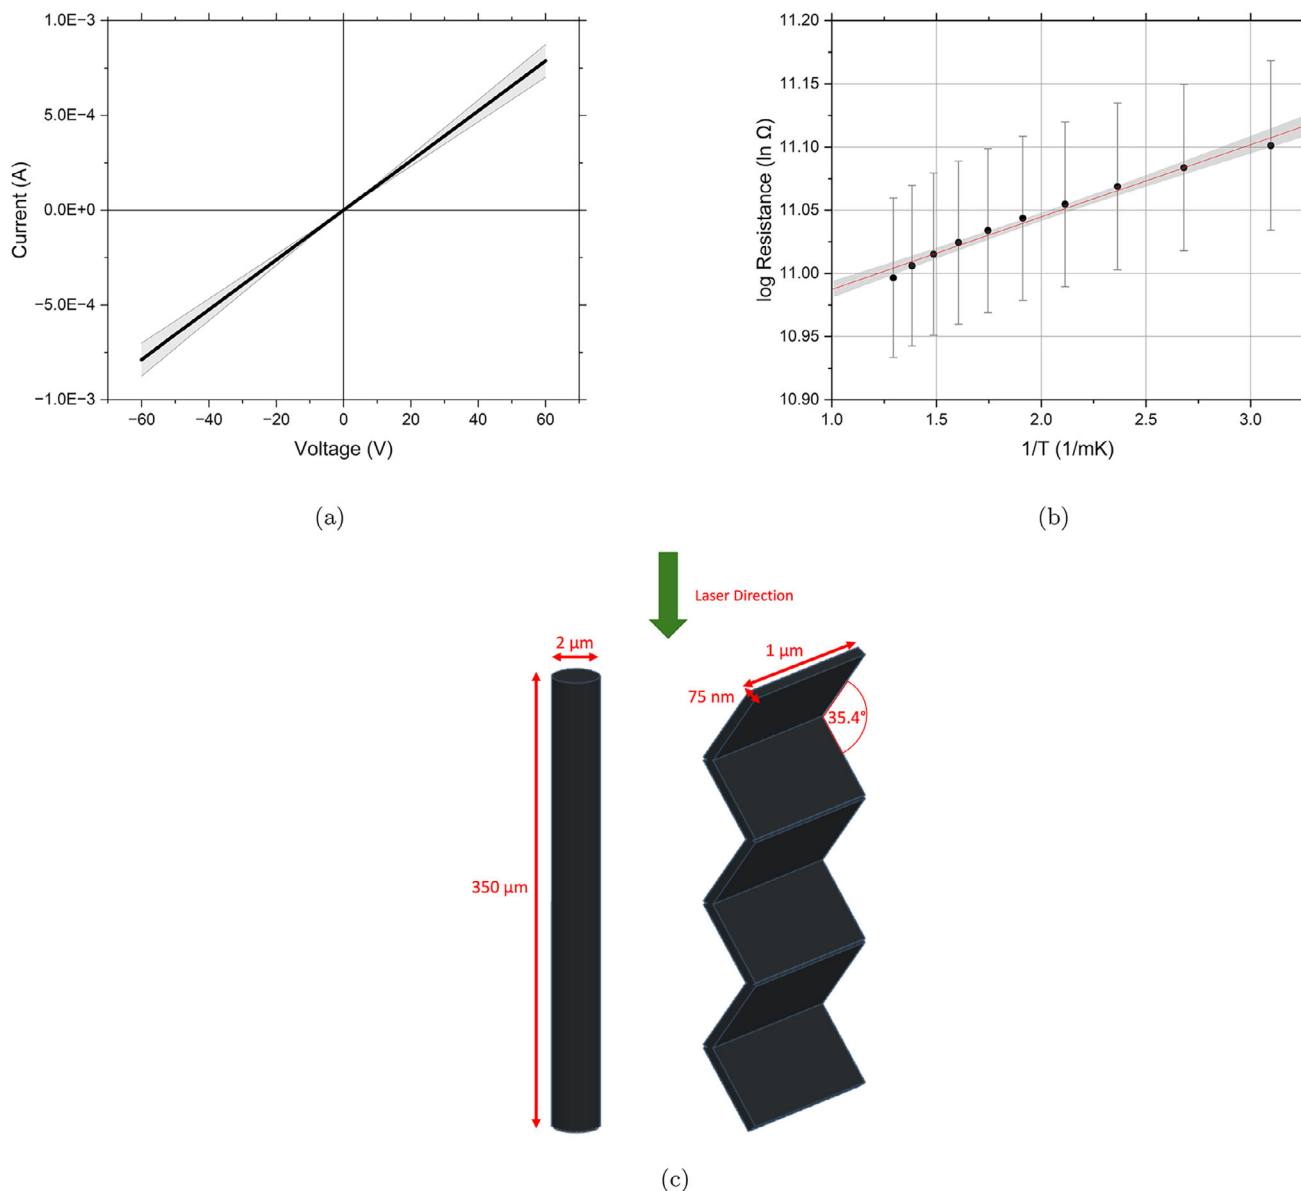 1.0E−3
5.0E−4
0.0E+0
−5.0E−4
−1.0E−3
Current (A)
−60 −40 −20 0 20 40 60
Voltage (V)
(a)
11.20
11.15
11.10
11.05
11.00
10.95
10.90
log Resistance (ln Ω)
1.0 1.5 2.0 2.5 3.0
1/T (1/mK)
(b)
Laser Direction
2 μm
350 μm
1 μm
75 nm
35.4°
(c)